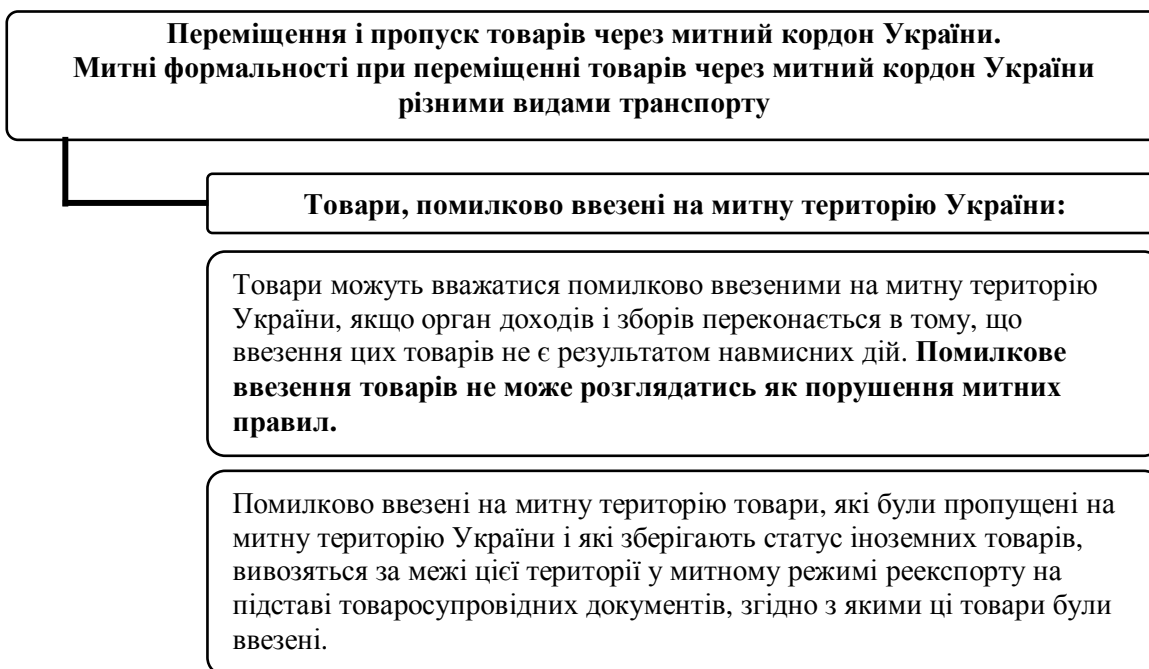 Переміщення і пропуск товарів через митний кордон України.
Митні формальності при переміщенні товарів через митний кордон України
різними видами транспорту
Товари, помилково ввезені на митну територію України:
Товари можуть вважатися помилково ввезеними на митну територію
України, якщо орган доходів і зборів переконається в тому, що
ввезення цих товарів не є результатом навмисних дій. Помилкове
ввезення товарів не може розглядатись як порушення митних
правил.
Помилково ввезені на митну територію товари, які були пропущені на
митну територію України і які зберігають статус іноземних товарів,
вивозяться за межі цієї території у митному режимі реекспорту на
підставі товаросупровідних документів, згідно з якими ці товари були
ввезені.